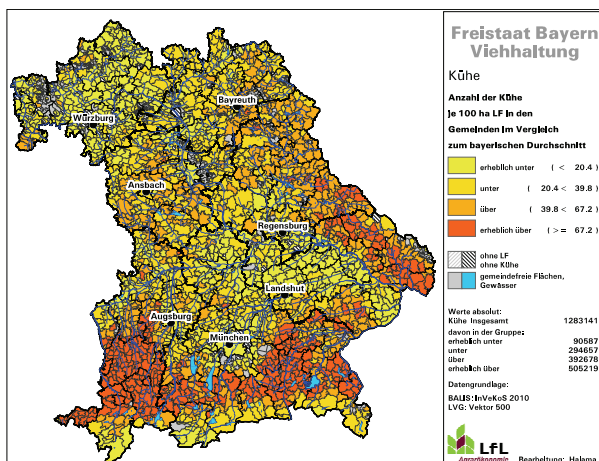 Freistaat Bayern
Viehhaltung
Kühe
Anzahl der Kühe
je 100 ha LF in den
Gemeinden im Vergleich
zum bayerischen Durchschnitt
erheblich unter ( < 20.4 )
unter ( 20.4 < 39.8 )
über ( 39.8 < 67.2 )
erheblich über ( >= 67.2 )
ohne LF
ohne Kühe
gemeindefreie Flächen,
Gewässer
Werte absolut:
Kühe insgesamt 1283141
davon in der Gruppe:
erheblich unter 90587
unter 294657
über 392678
erheblich über 505219
Datengrundlage:
BALIS: InVeKoS 2010
LVG: Vektor 500
LfL
Agrarökonomie Bearbeitung: Halama
Bayreuth
Würzburg
Ansbach
Regensburg
Landshut
Augsburg
München